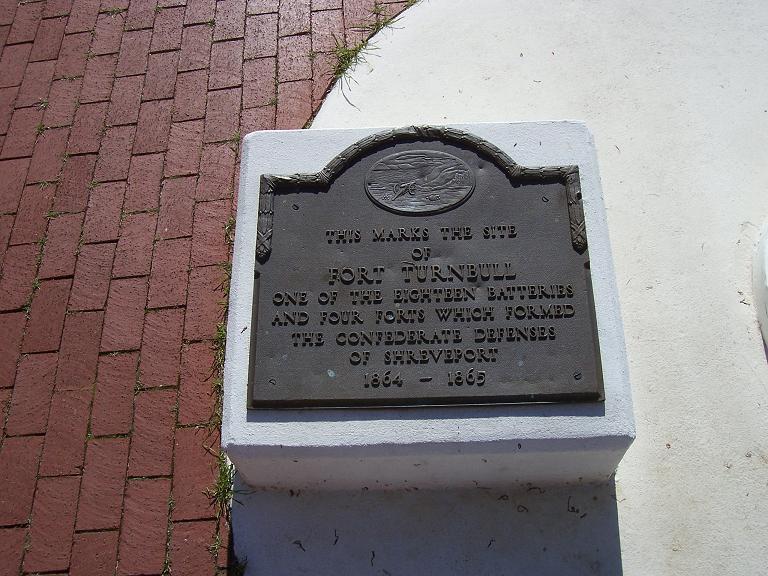 THIS MARKS THE SITE
OF
FORT TURNBULL
ONE OF THE EIGHTEEN BATTERIES
AND FOUR FORTS WHICH FORMED
THE CONFEDERATE DEFENSES
OF SHREVEPORT
1864 – 1865